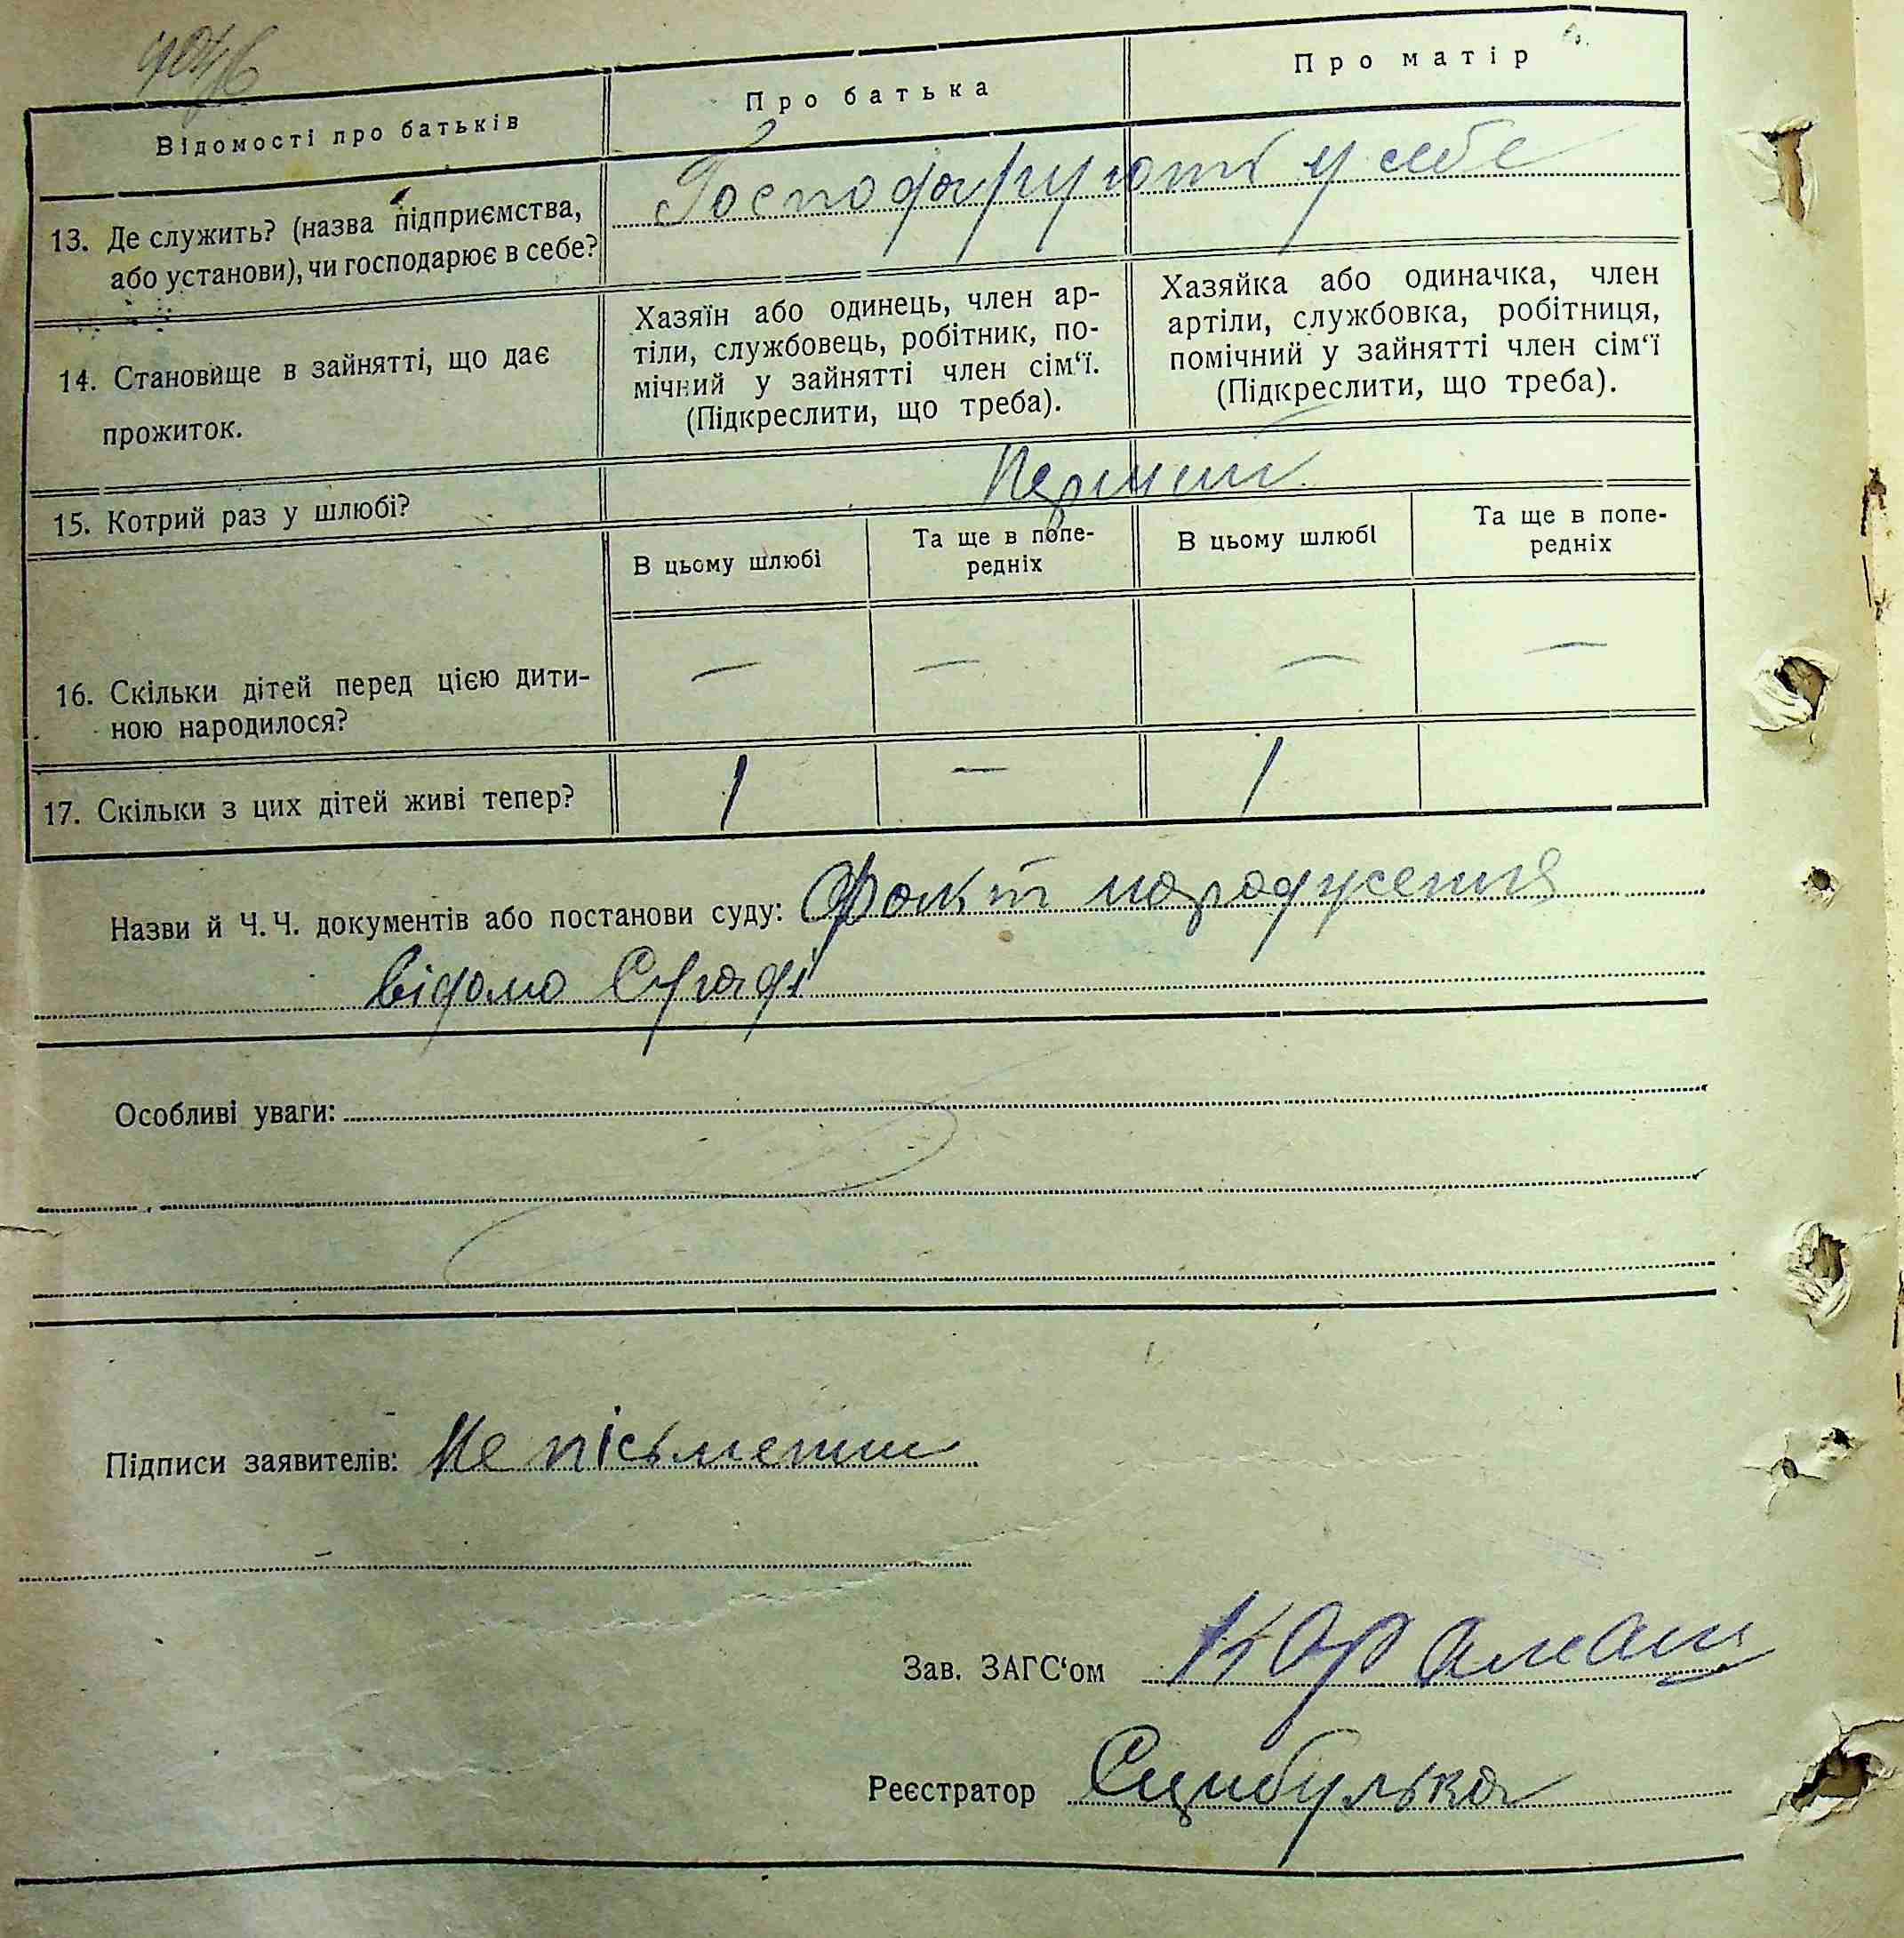 Відомості про батьків
Про батька
Про матір
13. Де служить? (назва підприємства,
або установи), чи господарює в себе?
Господарують у себе
14. Становище в зайнятті, що дає
прожиток.
Хазяїн або одинець, член ар-
тіли, службовець, робітник, по-
мічний у зайнятті член сім‘ї.
(Підкреслити, що треба).
Хазяйка або одиначка, член
артіли, службовка, робітниця,
помічний у зайнятті член сім‘ї
(Підкреслити, що треба).
15. Котрий раз у шлюбі?
Перший
В цьому шлюбі
Та ще в попе-
редніх
В цьому шлюбі
Та ще в попе-
редніх
16. Скільки дітей перед цією дити-
ною народилося?
— — — —
17. Скільки з цих дітей живі тепер?
1 — 1
Назви й Ч. Ч. документів або постанови суду: Факт народження
відомо С/раді
Особливі уваги:
Підписи заявителів: Не пісьменни
Зав. ЗАГС‘ом
Реєстратор